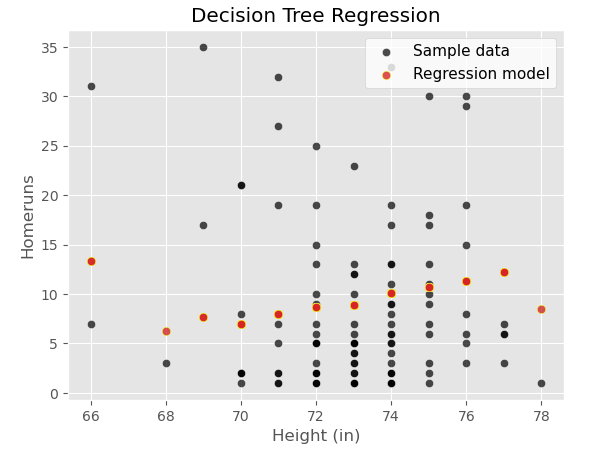 Decision Tree Regression
Sample data
Regression model
35
30
25
20
15
10
5
0
Homeruns
66 68 70 72 74 76 78
Height (in)